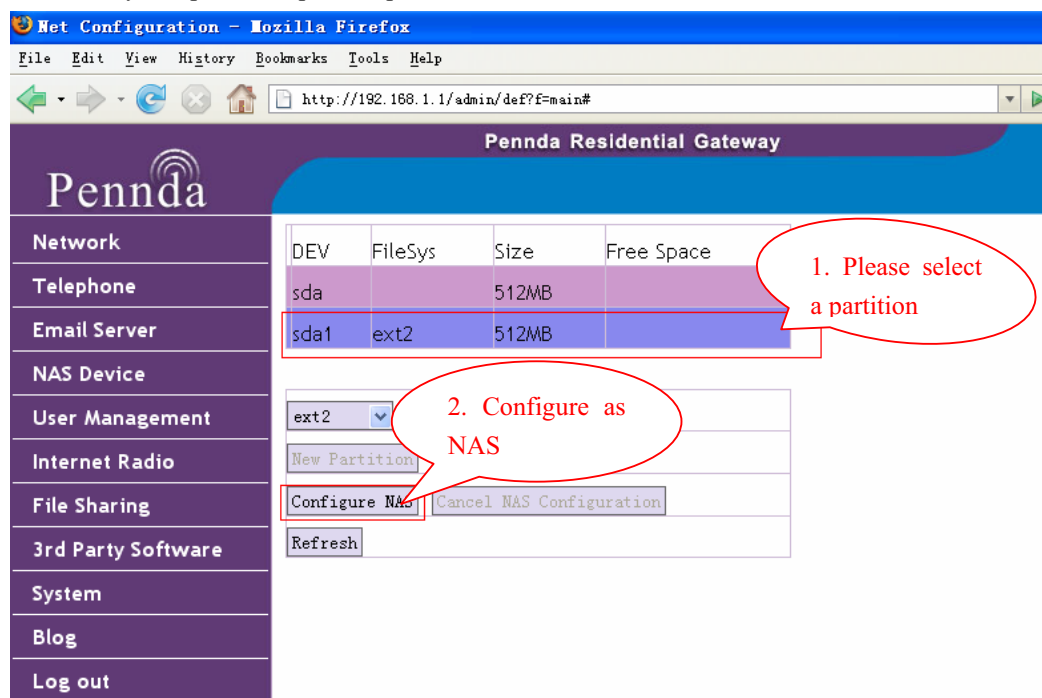 Net Configuration - Mozilla Firefox
File Edit View History Bookmarks Tools Help
http://192.168.1.1/admin/def?f=main#
Pennda Residential Gateway
Pennda
Network
Telephone
Email Server
NAS Device
User Management
Internet Radio
File Sharing
3rd Party Software
System
Blog
Log out
DEV FileSys Size Free Space
sda 512MB
sda1 ext2 512MB
1. Please select
a partition
ext2
New Partition
2. Configure as
NAS
Configure NAS Cancel NAS Configuration
Refresh